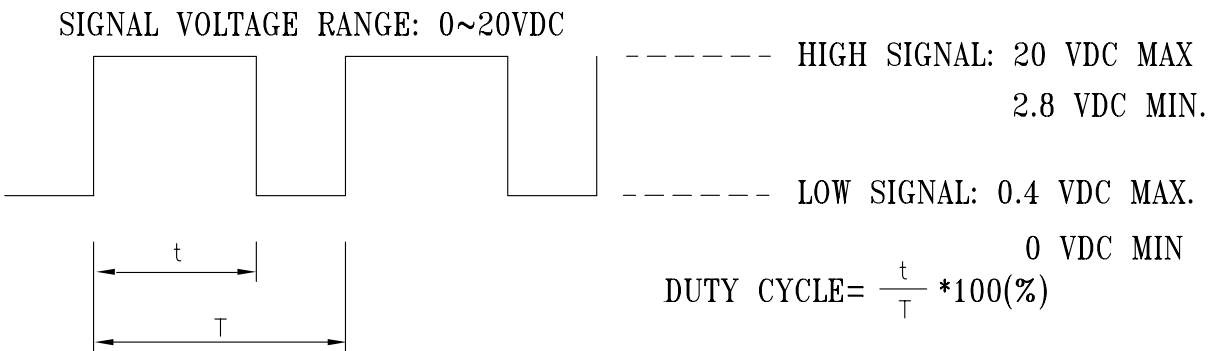 SIGNAL VOLTAGE RANGE: 0~20VDC
HIGH SIGNAL: 20 VDC MAX
2.8 VDC MIN.
LOW SIGNAL: 0.4 VDC MAX.
0 VDC MIN
t
T
DUTY CYCLE= t/T *100(%)